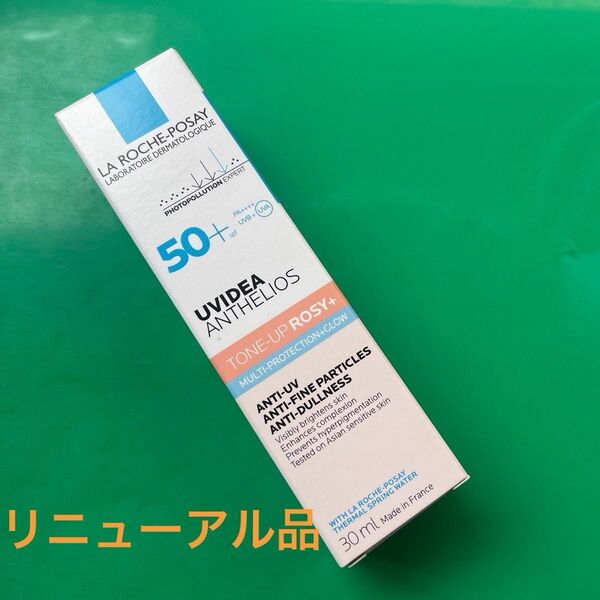 LA ROCHE-POSAY
LABORATOIRE DERMATOLOGIQUE
PHOTOPOLLUTION EXPERT
50+
SPF
PA++++
UVB + UVA
UVIDEA
ANTHELIOS
TONE-UP ROSY+
MULTI-PROTECTION+GLOW
ANTI-UV
ANTI-FINE PARTICLES
ANTI-DULLNESS
Visibly brightens skin
Enhances complexion
Prevents hyperpigmentation
Tested on Asian sensitive skin
WITH LA ROCHE-POSAY
THERMAL SPRING WATER
30 ml Made in France
リニューアル品